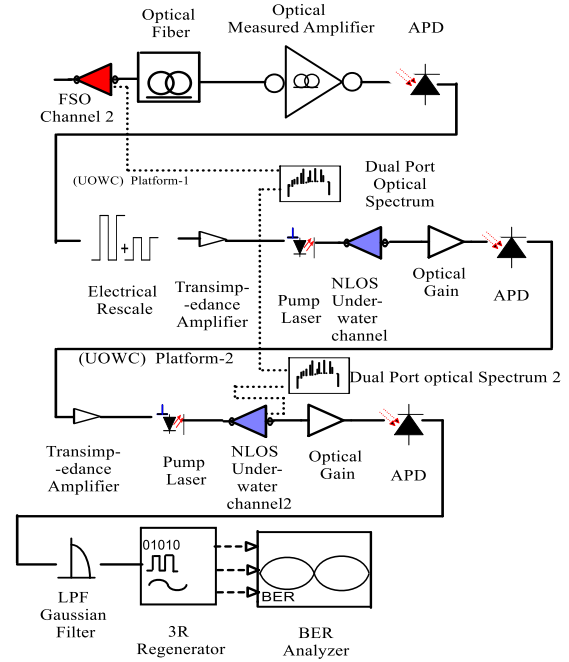 Optical
Fiber
Optical
Measured Amplifier
APD
FSO
Channel 2
(UOWC) Platform-1
Dual Port
Optical
Spectrum
Electrical
Rescale
Transimp-
-edance
Amplifier
Pump
Laser
NLOS
Under-
water
channel
Optical
Gain
APD
(UOWC) Platform-2
Dual Port optical Spectrum 2
Transimp-
-edance
Amplifier
Pump
Laser
NLOS
Under-
water
channel2
Optical
Gain
APD
LPF
Gaussian
Filter
01010
3R
Regenerator
BER
BER
Analyzer